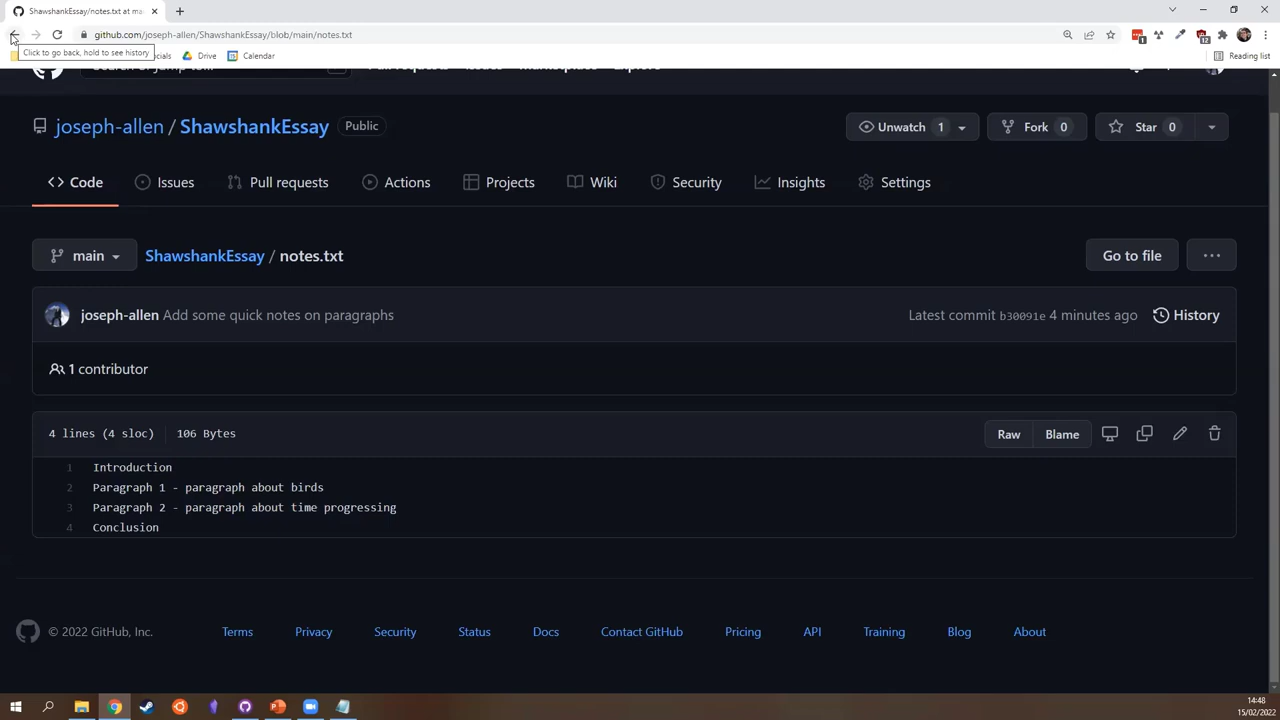 ShawshankEssay/notes.txt at ma
github.com/joseph-allen/ShawshankEssay/blob/main/notes.txt
Click to go back, hold to see history
Drive
Calendar
Reading list
joseph-allen / ShawshankEssay Public
Unwatch 1
Fork 0
Star 0
Code
Issues
Pull requests
Actions
Projects
Wiki
Security
Insights
Settings
main
ShawshankEssay / notes.txt
Go to file
...
joseph-allen Add some quick notes on paragraphs
Latest commit b30091e 4 minutes ago
History
1 contributor
4 lines (4 sloc) 106 Bytes
Raw
Blame
1 Introduction
2 Paragraph 1 - paragraph about birds
3 Paragraph 2 - paragraph about time progressing
4 Conclusion
© 2022 GitHub, Inc.
Terms
Privacy
Security
Status
Docs
Contact GitHub
Pricing
API
Training
Blog
About
14:48
15/02/2022